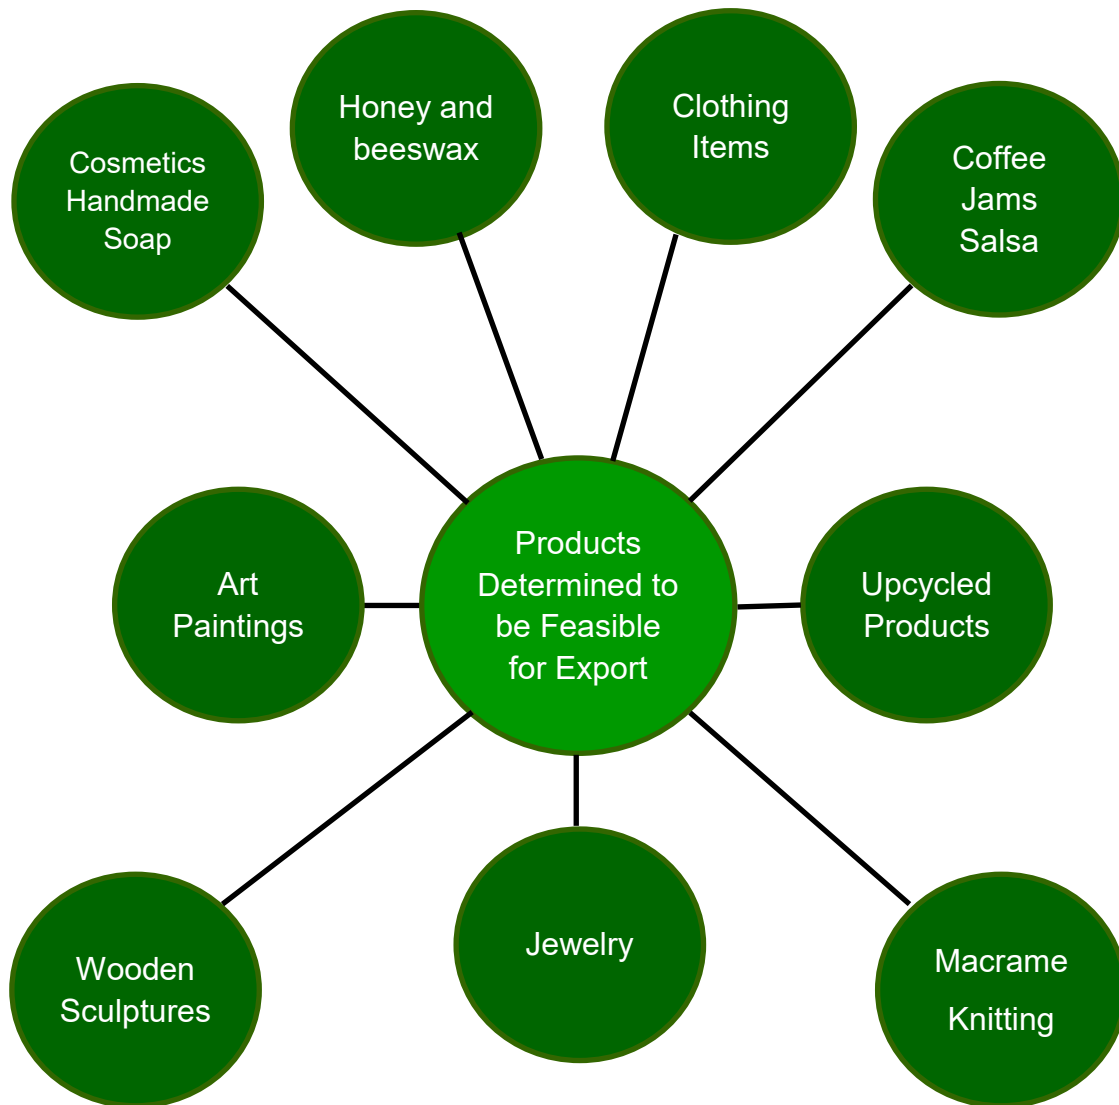 Cosmetics
Handmade
Soap
Honey and
beeswax
Clothing
Items
Coffee
Jams
Salsa
Art
Paintings
Products
Determined to
be Feasible
for Export
Upcycled
Products
Wooden
Sculptures
Jewelry
Macrame
Knitting